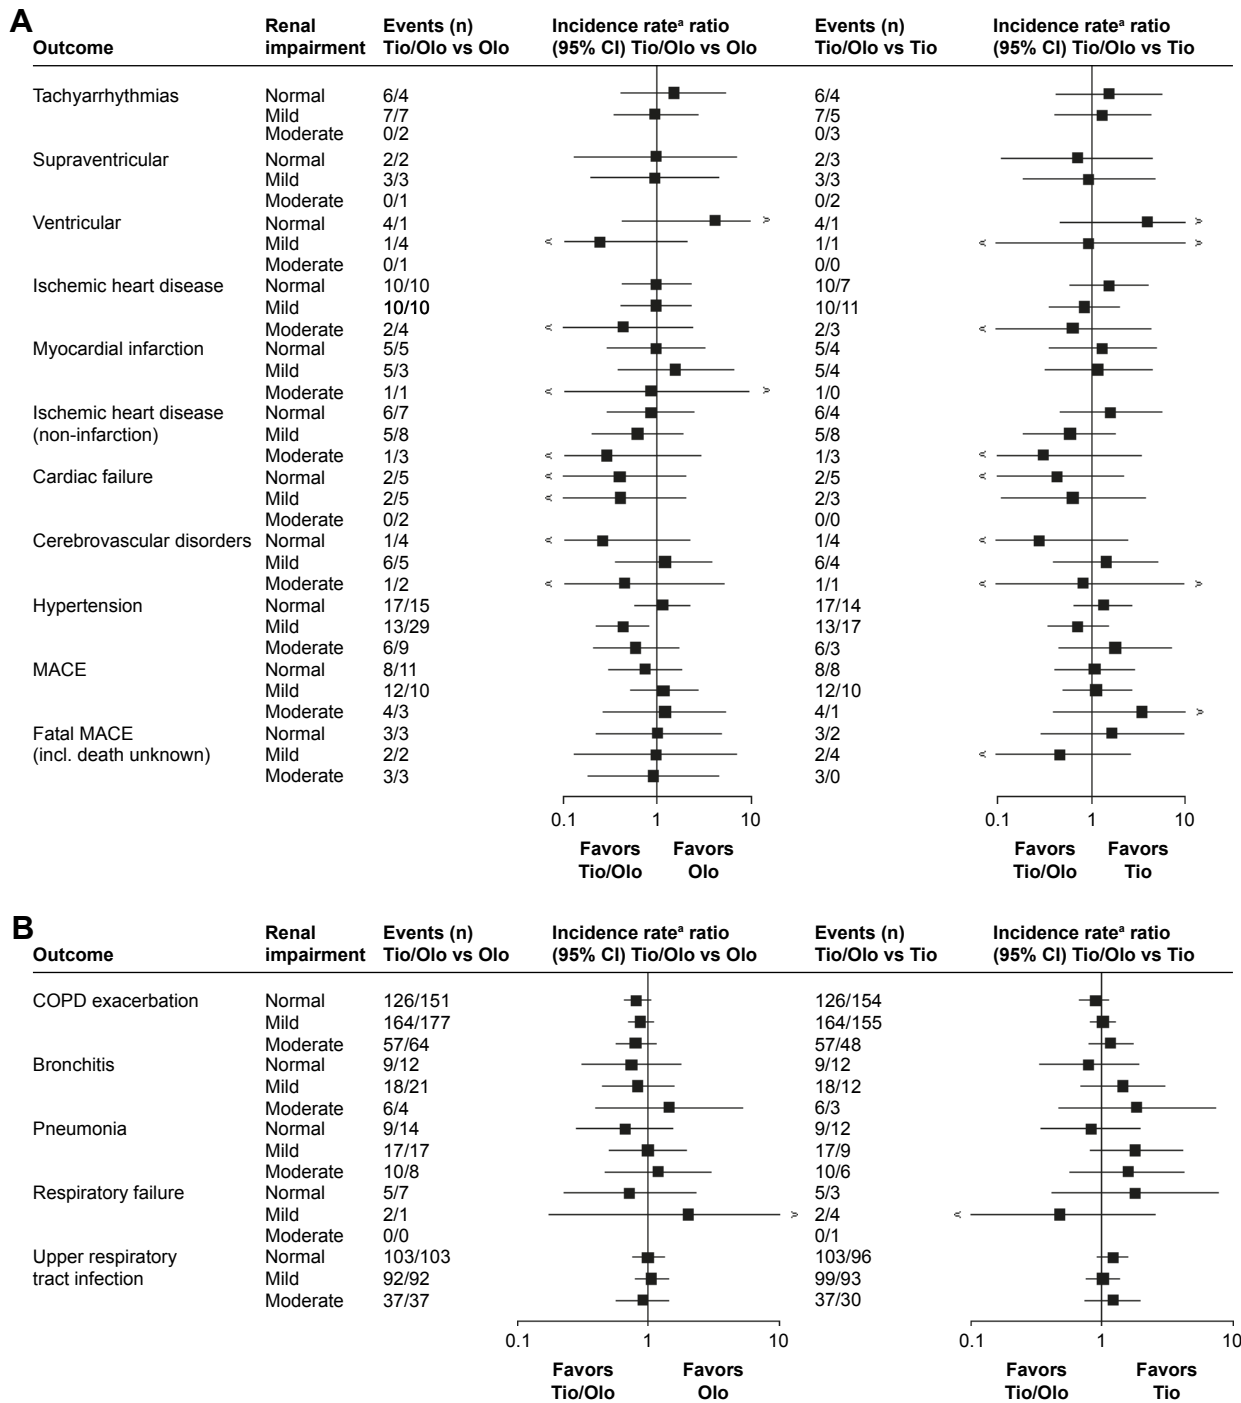 A
Outcome Renal impairment Events (n) Tio/Olo vs Olo Incidence rateᵃ ratio (95% CI) Tio/Olo vs Olo Events (n) Tio/Olo vs Tio Incidence rateᵃ ratio (95% CI) Tio/Olo vs Tio
Tachyarrhythmias Normal 6/4 6/4
Mild 7/7 7/5
Moderate 0/2 0/3
Supraventricular Normal 2/2 2/3
Mild 3/3 3/3
Moderate 0/1 0/2
Ventricular Normal 4/1 4/1
Mild 1/4 1/1
Moderate 0/1 0/0
Ischemic heart disease Normal 10/10 10/7
Mild 10/10 10/11
Moderate 2/4 2/3
Myocardial infarction Normal 5/5 5/4
Mild 5/3 5/4
Moderate 1/1 1/0
Ischemic heart disease Normal 6/7 6/4
(non-infarction) Mild 5/8 5/8
Moderate 1/3 1/3
Cardiac failure Normal 2/5 2/5
Mild 2/5 2/3
Moderate 0/2 0/0
Cerebrovascular disorders Normal 1/4 1/4
Mild 6/5 6/4
Moderate 1/2 1/1
Hypertension Normal 17/15 17/14
Mild 13/29 13/17
Moderate 6/9 6/3
MACE Normal 8/11 8/8
Mild 12/10 12/10
Moderate 4/3 4/1
Fatal MACE Normal 3/3 3/2
(incl. death unknown) Mild 2/2 2/4
Moderate 3/3 3/0
0.1 1 10 0.1 1 10
Favors Favors Favors Favors
Tio/Olo Olo Tio/Olo Tio
B
Outcome Renal impairment Events (n) Tio/Olo vs Olo Incidence rateᵃ ratio (95% CI) Tio/Olo vs Olo Events (n) Tio/Olo vs Tio Incidence rateᵃ ratio (95% CI) Tio/Olo vs Tio
COPD exacerbation Normal 126/151 126/154
Mild 164/177 164/155
Moderate 57/64 57/48
Bronchitis Normal 9/12 9/12
Mild 18/21 18/12
Moderate 6/4 6/3
Pneumonia Normal 9/14 9/12
Mild 17/17 17/9
Moderate 10/8 10/6
Respiratory failure Normal 5/7 5/3
Mild 2/1 2/4
Moderate 0/0 0/1
Upper respiratory Normal 103/103 103/96
tract infection Mild 92/92 99/93
Moderate 37/37 37/30
0.1 1 10 0.1 1 10
Favors Favors Favors Favors
Tio/Olo Olo Tio/Olo Tio